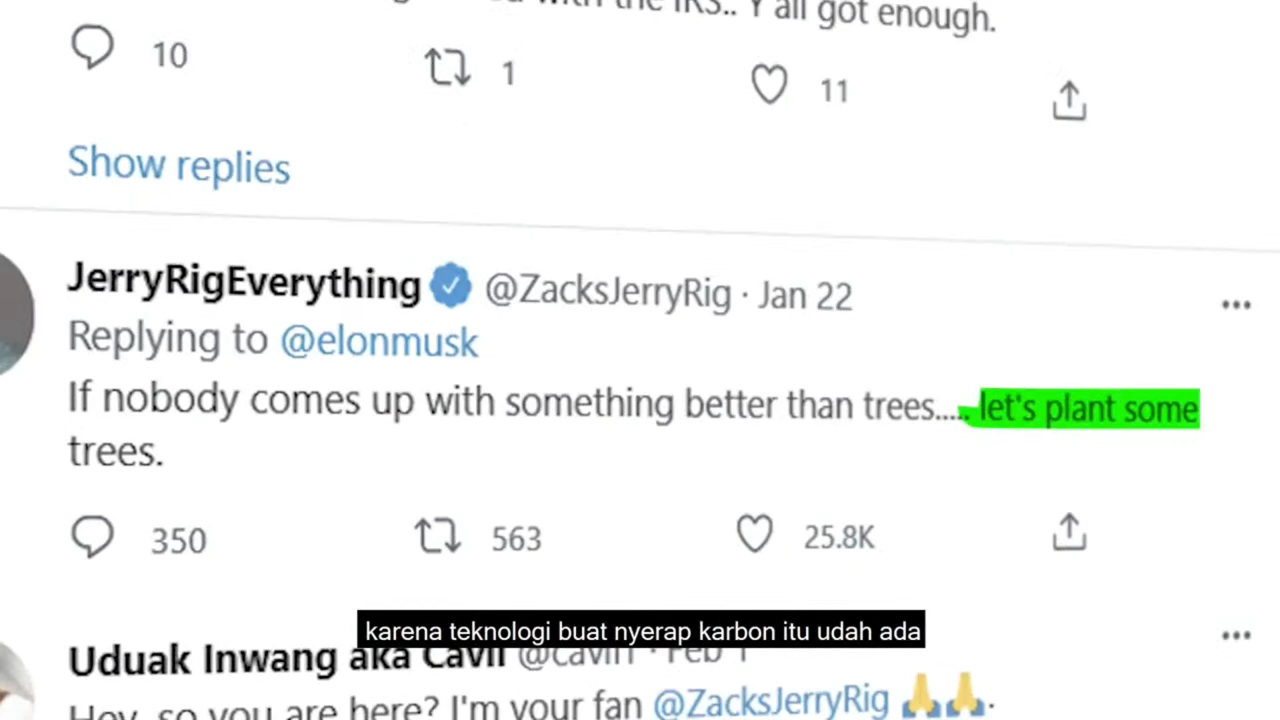 with the IRS.. Y'all got enough.
10 1 11
Show replies
JerryRigEverything @ZacksJerryRig · Jan 22
Replying to @elonmusk
If nobody comes up with something better than trees..... let's plant some
trees.
350 563 25.8K
karena teknologi buat nyerap karbon itu udah ada
Uduak Inwang aka Cavii @cavin · Feb 1
Hey, so you are here? I'm your fan @ZacksJerryRig 🙏🙏.